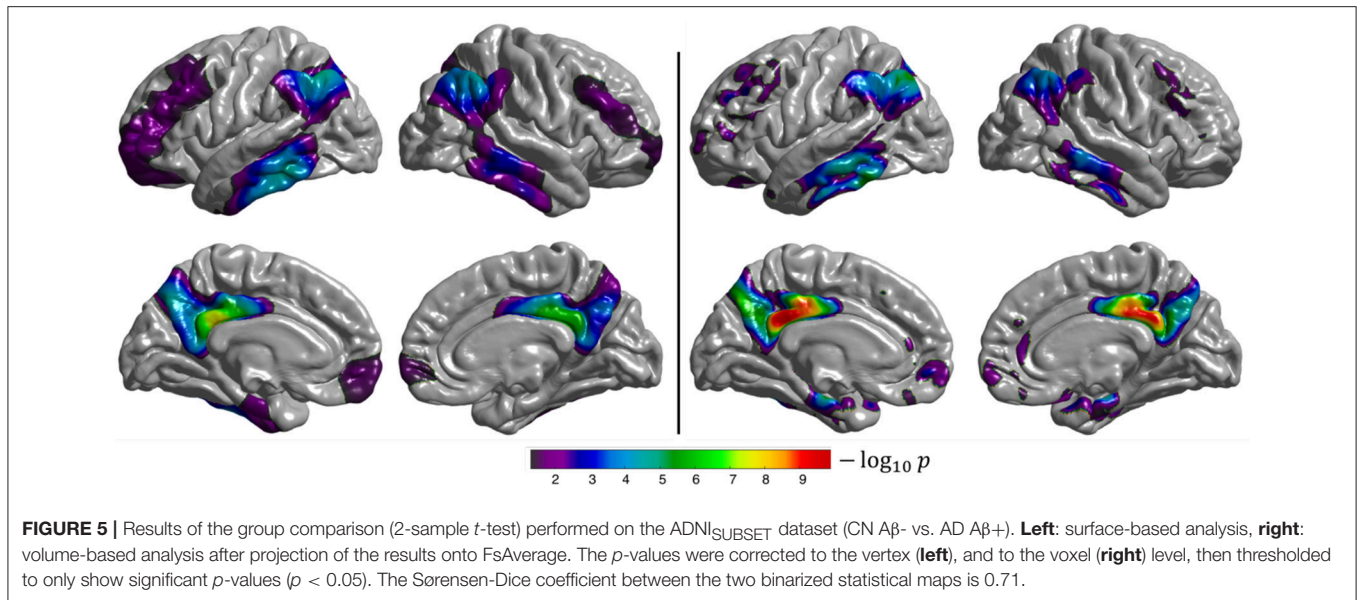 2 3 4 5 6 7 8 9 − log₁₀ p
FIGURE 5 | Results of the group comparison (2-sample t-test) performed on the ADNISUBSET dataset (CN Aβ- vs. AD Aβ+). Left: surface-based analysis, right:
volume-based analysis after projection of the results onto FsAverage. The p-values were corrected to the vertex (left), and to the voxel (right) level, then thresholded
to only show significant p-values (p < 0.05). The Sørensen-Dice coefficient between the two binarized statistical maps is 0.71.